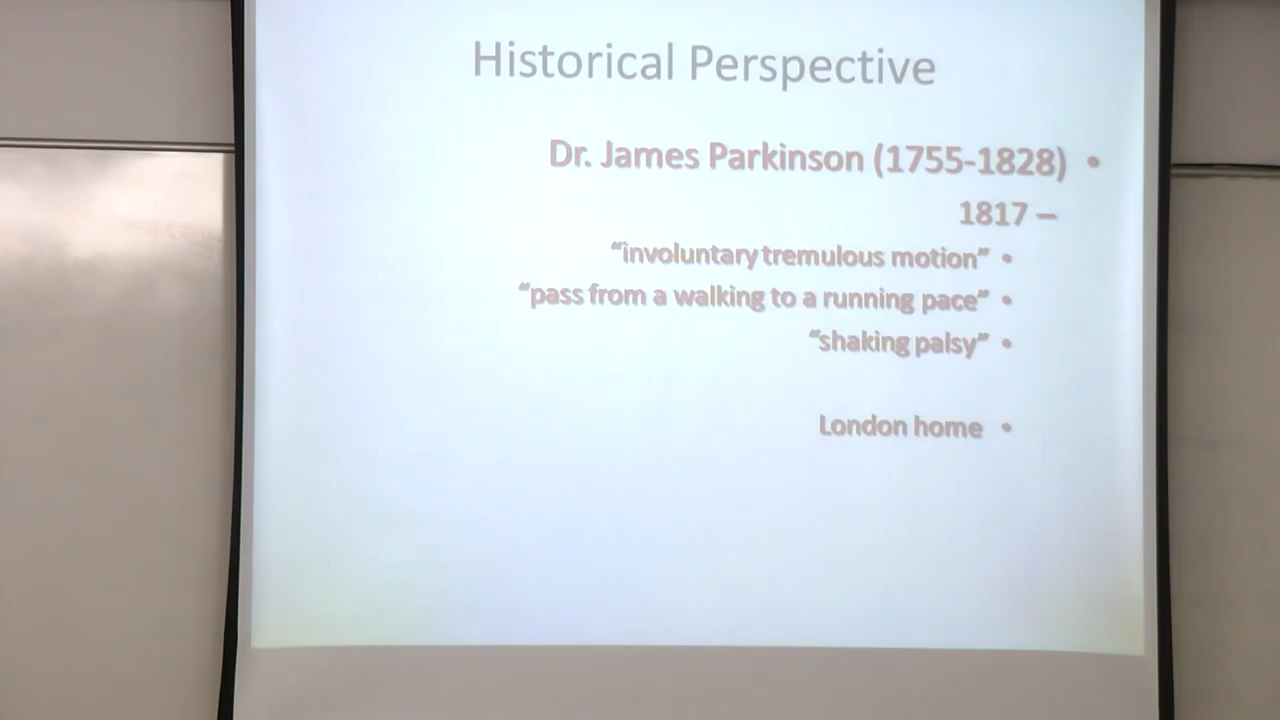 Historical Perspective
Dr. James Parkinson (1755-1828) •
1817 –
“involuntary tremulous motion” •
“pass from a walking to a running pace” •
“shaking palsy” •
London home •